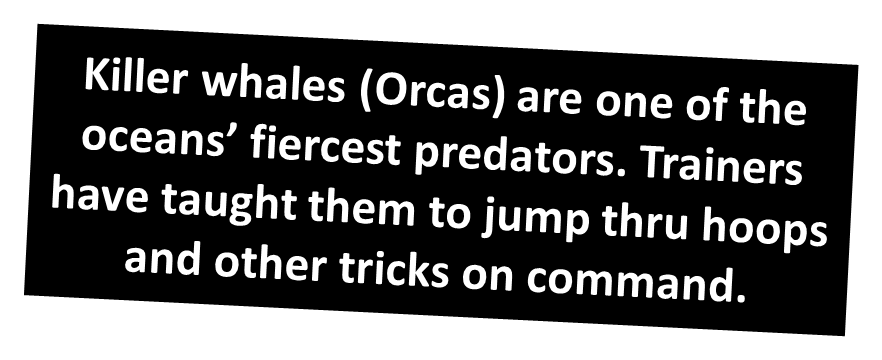 Killer whales (Orcas) are one of the
oceans’ fiercest predators. Trainers
have taught them to jump thru hoops
and other tricks on command.